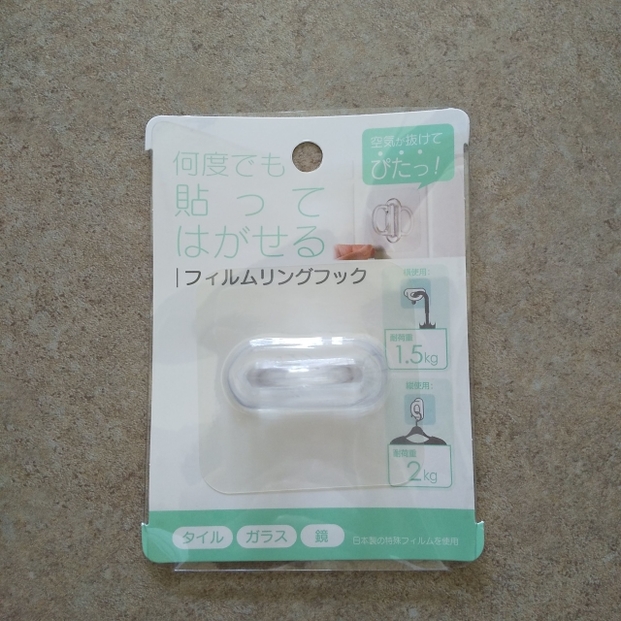 空気が抜けて
ぴたっ!
何度でも
貼って
はがせる
フィルムリングフック
横使用:
耐荷重
1.5kg
縦使用:
耐荷重
2kg
タイル
ガラス
鏡
日本製の特殊フィルムを使用